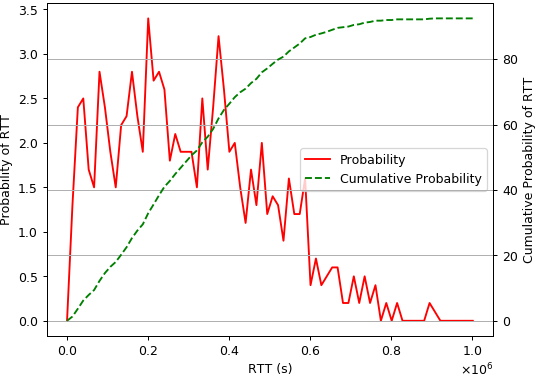 3.5
3.0
2.5
2.0
1.5
1.0
0.5
0.0
Probability of RTT
80
60
40
20
0
Cumulative Probability of RTT
Probability
Cumulative Probability
0.0 0.2 0.4 0.6 0.8 1.0
×10⁶
RTT (s)